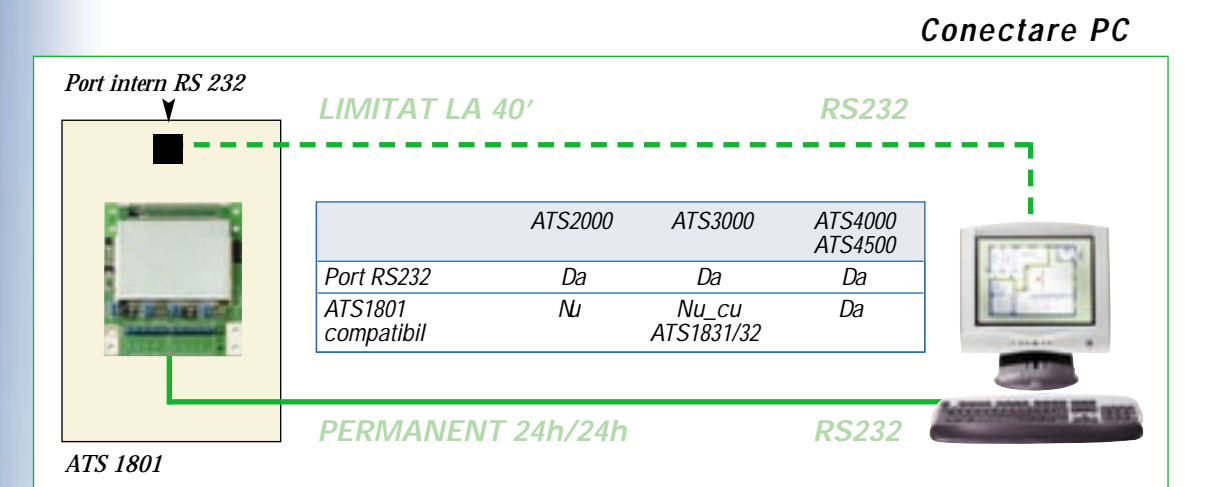 Conectare PC
Port intern RS 232
LIMITAT LA 40'
RS232
ATS2000 ATS3000 ATS4000
ATS4500
Port RS232 Da Da Da
ATS1801 Nu Nu_cu Da
compatibil ATS1831/32
PERMANENT 24h/24h
RS232
ATS 1801